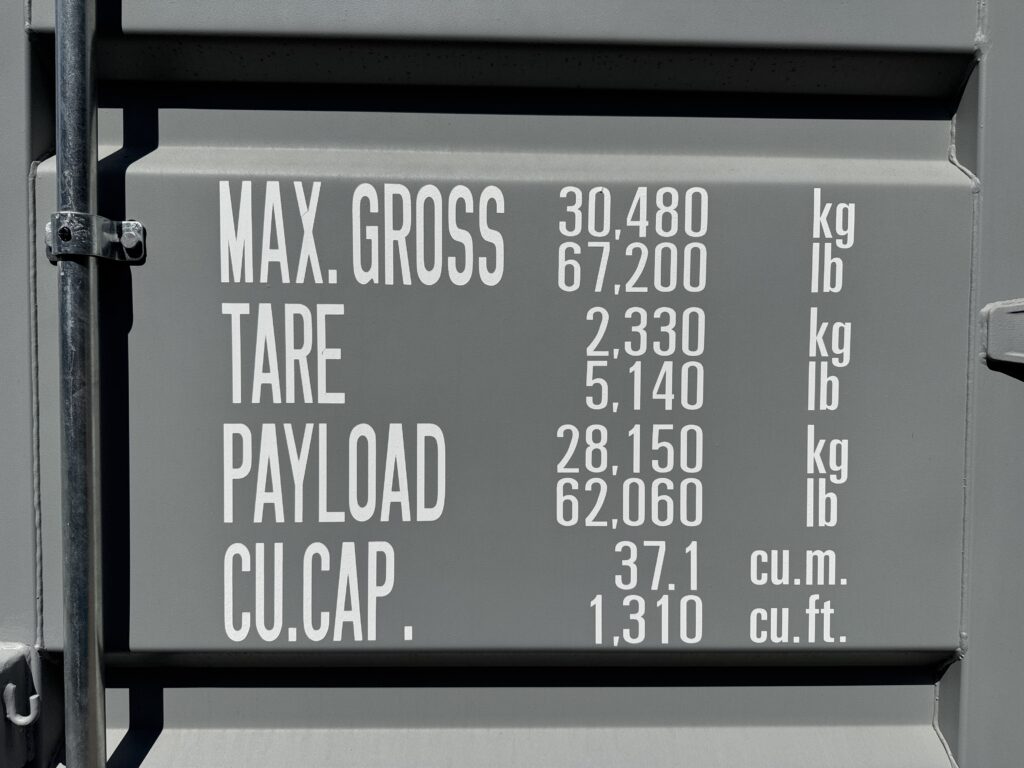 MAX. GROSS 30,480 kg
67,200 lb
TARE 2,330 kg
5,140 lb
PAYLOAD 28,150 kg
62,060 lb
CU.CAP. 37.1 cu.m.
1,310 cu.ft.